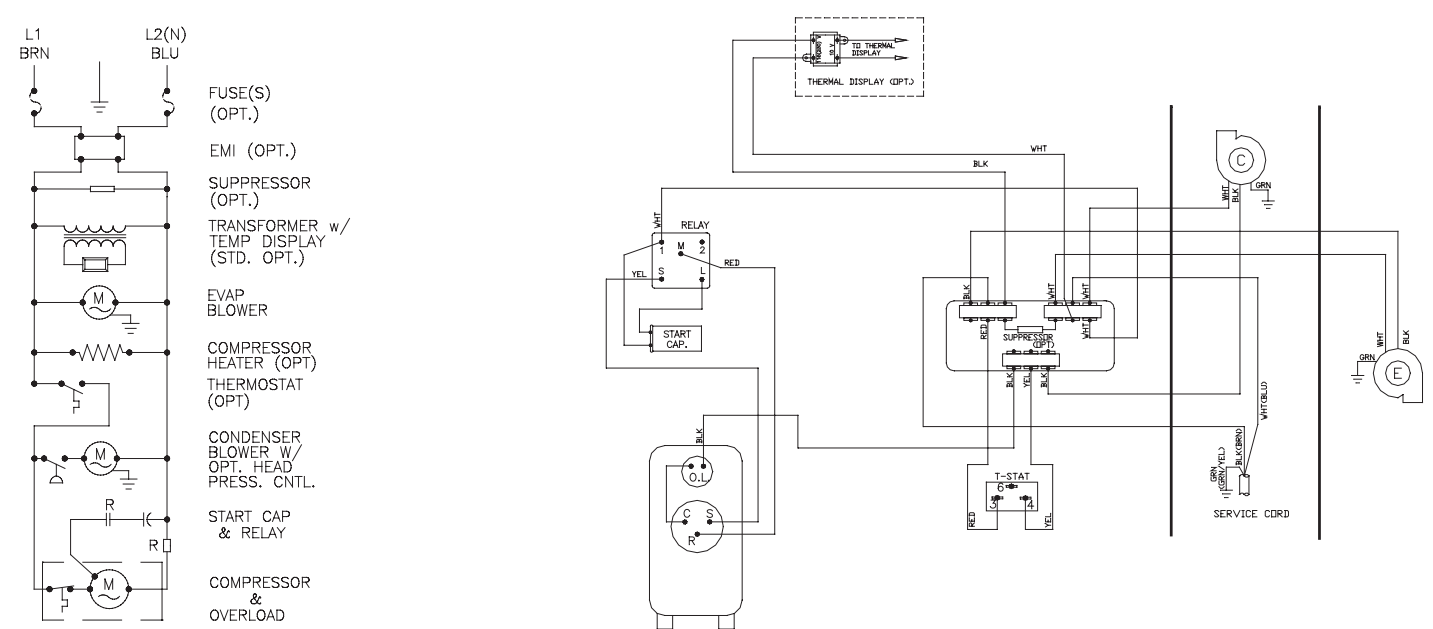 L1
BRN
L2(N)
BLU
FUSE(S)
(OPT.)
EMI (OPT.)
SUPPRESSOR
(OPT.)
TRANSFORMER w/
TEMP DISPLAY
(STD. OPT.)
M
EVAP
BLOWER
COMPRESSOR
HEATER (OPT)
THERMOSTAT
(OPT)
M
CONDENSER
BLOWER W/
OPT. HEAD
PRESS. CNTL.
R
START CAP
& RELAY
R
M
COMPRESSOR
&
OVERLOAD
10 V
TO THERMAL
DISPLAY
THERMAL DISPLAY (OPT.)
WHT
BLK
WHT
RELAY
1
M
2
S
L
YEL
RED
START
CAP.
BLK
RED
WHT
WHT
SUPPRESSOR
(OPT)
WHT
BLK
YEL
BLK
C
WHT
BLK
GRN
WHT
BLK
GRN
E
WHT(BLU)
BLK(BRN)
GRN
(GRN/YEL)
SERVICE CORD
T-STAT
6
3
4
RED
YEL
BLK
O.L.
C
S
R